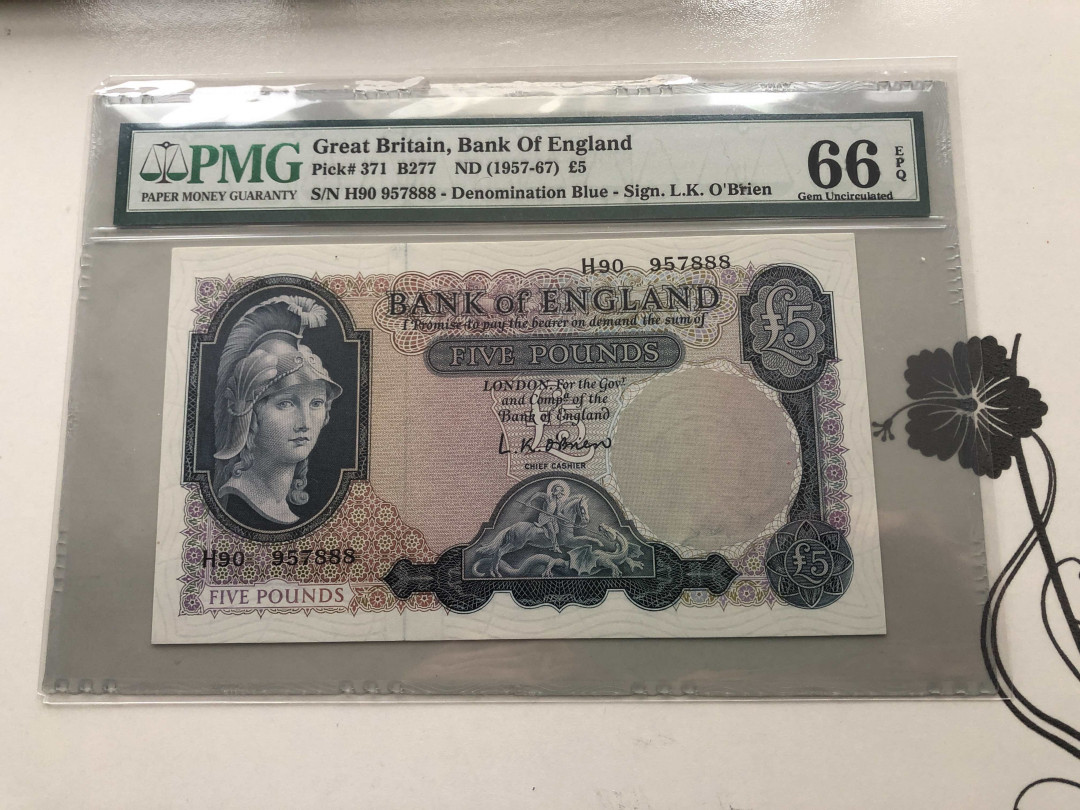 PMG
PAPER MONEY GUARANTY
Great Britain, Bank Of England
Pick# 371 B277 ND (1957-67) £5
S/N H90 957888 - Denomination Blue - Sign. L.K. O'Brien
66 EPQ
Gem Uncirculated
H90 957888
BANK of ENGLAND
I Promise to pay the bearer on demand the sum of
FIVE POUNDS
£5
LONDON, For the Govr
and Compa of the
Bank of England
£5
L.K. O'Brien
CHIEF CASHIER
H90 957888
FIVE POUNDS
£5